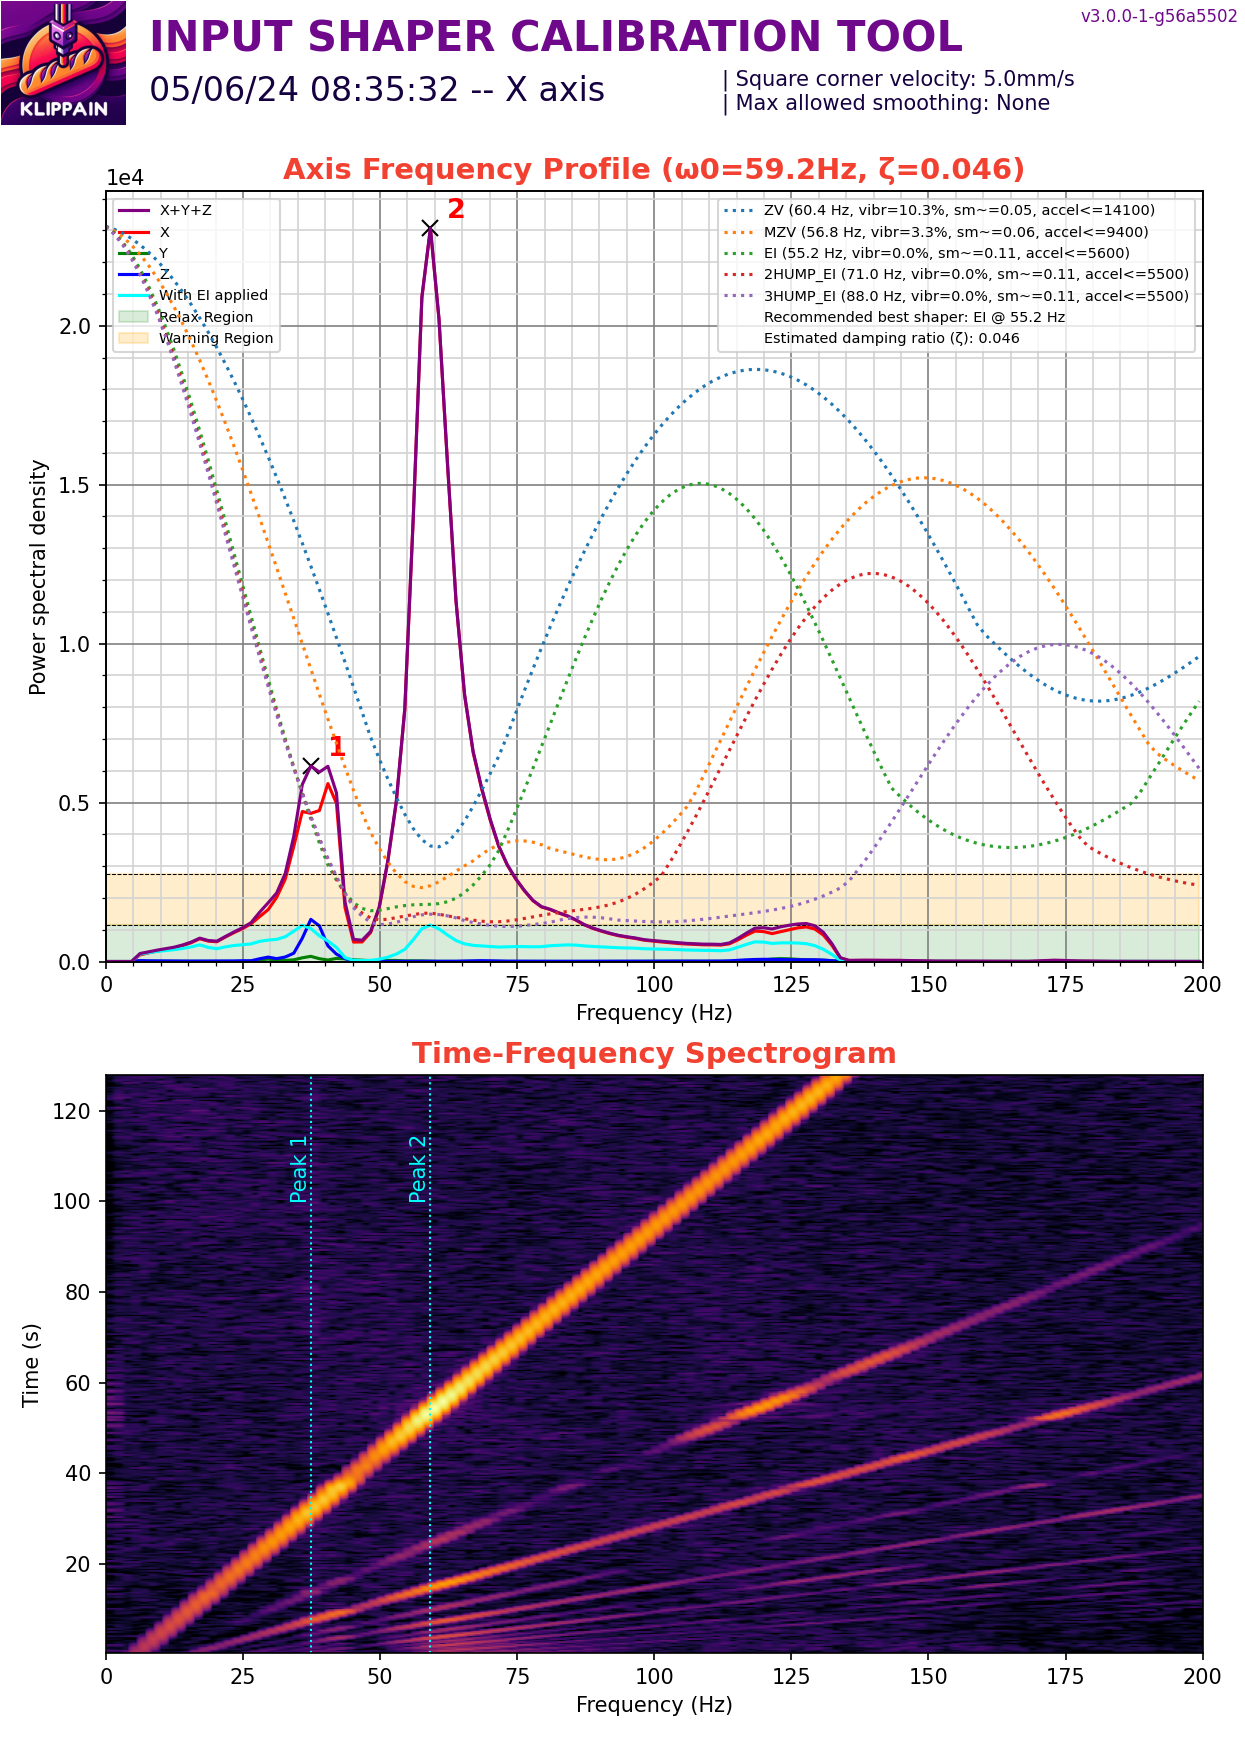 v3.0.0-1-g56a5502
INPUT SHAPER CALIBRATION TOOL
05/06/24 08:35:32 -- X axis
| Square corner velocity: 5.0mm/s
| Max allowed smoothing: None
KLIPPAIN
Axis Frequency Profile (ω0=59.2Hz, ζ=0.046)
1e4
X+Y+Z
X
Y
Z
With EI applied
Relax Region
Warning Region
2
ZV (60.4 Hz, vibr=10.3%, sm~=0.05, accel<=14100)
MZV (56.8 Hz, vibr=3.3%, sm~=0.06, accel<=9400)
EI (55.2 Hz, vibr=0.0%, sm~=0.11, accel<=5600)
2HUMP_EI (71.0 Hz, vibr=0.0%, sm~=0.11, accel<=5500)
3HUMP_EI (88.0 Hz, vibr=0.0%, sm~=0.11, accel<=5500)
Recommended best shaper: EI @ 55.2 Hz
Estimated damping ratio (ζ): 0.046
2.0
1.5
1.0
0.5
0.0
Power spectral density
1
0 25 50 75 100 125 150 175 200
Frequency (Hz)
Time-Frequency Spectrogram
120
100
80
60
40
20
Time (s)
Peak 1
Peak 2
0 25 50 75 100 125 150 175 200
Frequency (Hz)